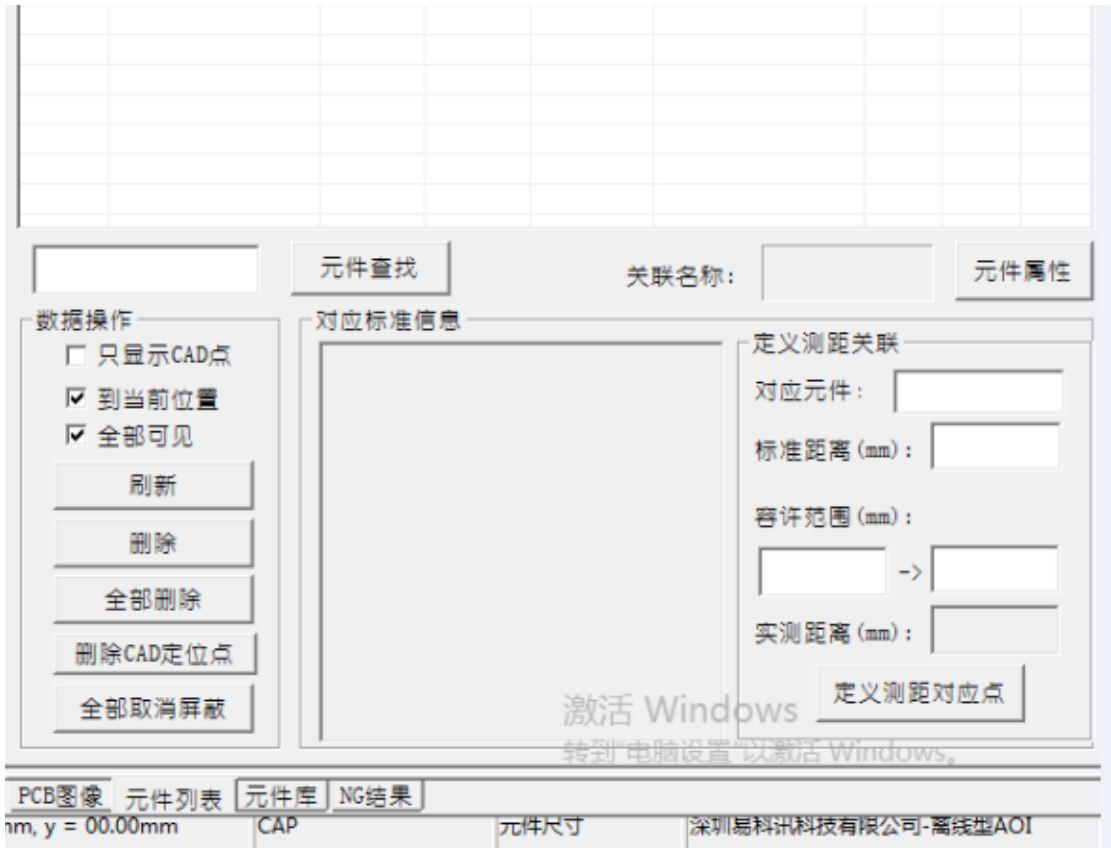 元件查找
关联名称:
元件属性
数据操作
对应标准信息
只显示CAD点
定义测距关联
到当前位置
对应元件:
全部可见
标准距离(mm):
刷新
容许范围(mm):
删除
->
全部删除
实测距离(mm):
删除CAD定位点
定义测距对应点
全部取消屏蔽
激活 Windows
转到"电脑设置"以激活 Windows。
PCB图像 元件列表 元件库 NG结果
mm, y = 00.00mm CAP 元件尺寸 深圳易科讯科技有限公司-离线型AOI